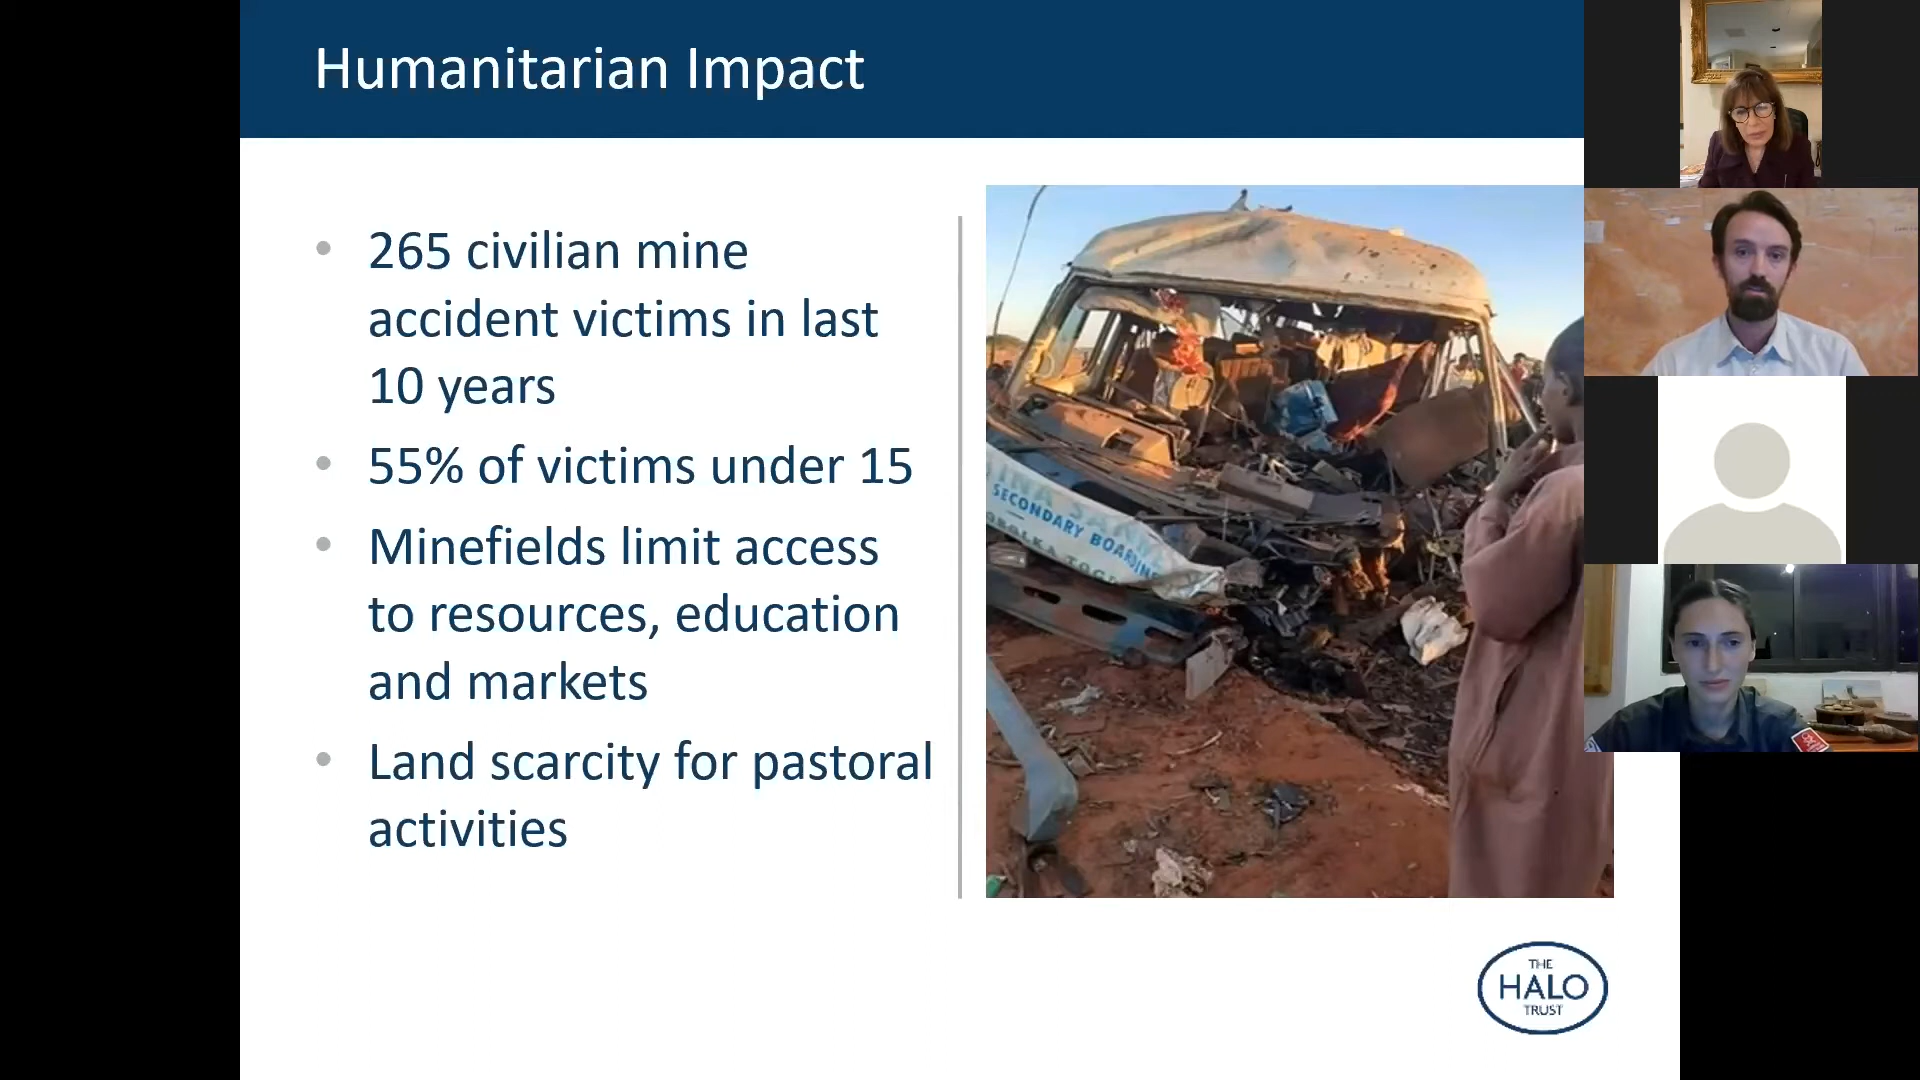 Humanitarian Impact
• 265 civilian mine
accident victims in last
10 years
• 55% of victims under 15
• Minefields limit access
to resources, education
and markets
• Land scarcity for pastoral
activities
SECONDARY BOARDING
THE
HALO
TRUST